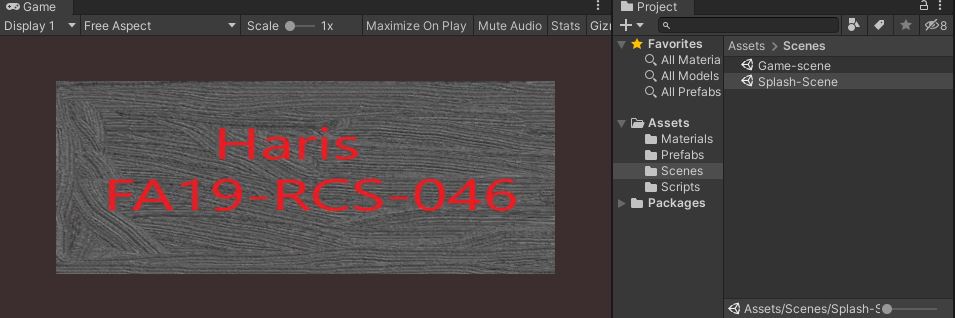 Game
Project
Display 1
Free Aspect
Scale
1x
Maximize On Play
Mute Audio
Stats
Giz
8
Favorites
All Materia
All Models
All Prefabs
Assets
Materials
Prefabs
Scenes
Scripts
Packages
Assets > Scenes
Game-scene
Splash-Scene
Assets/Scenes/Splash-S
Haris
FA19-RCS-046